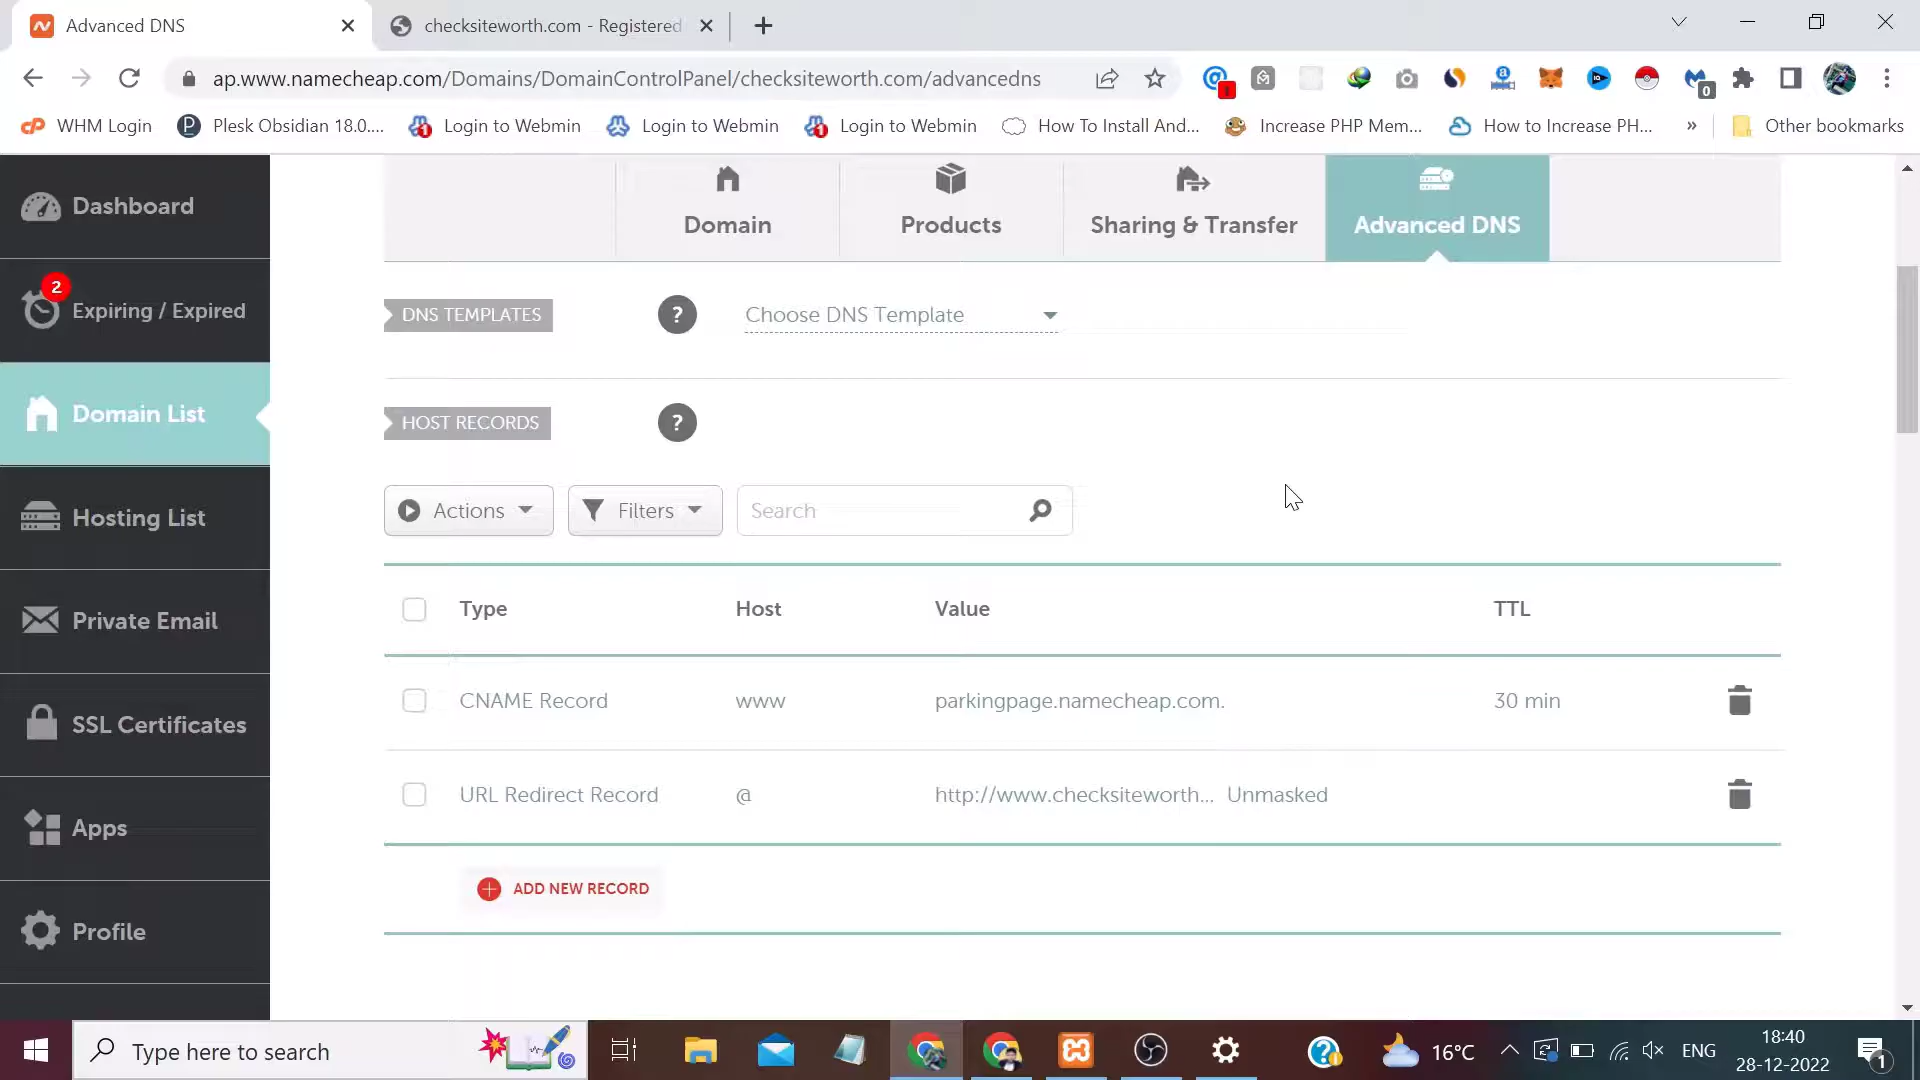 Advanced DNS
checksiteworth.com - Registered
ap.www.namecheap.com/Domains/DomainControlPanel/checksiteworth.com/advancedns
1
0
WHM Login
Plesk Obsidian 18.0....
Login to Webmin
Login to Webmin
Login to Webmin
How To Install And...
Increase PHP Mem...
How to Increase PH...
»
Other bookmarks
Dashboard
2
Expiring / Expired
Domain List
Hosting List
Private Email
SSL Certificates
Apps
Profile
Domain
Products
Sharing & Transfer
Advanced DNS
DNS TEMPLATES
?
Choose DNS Template
HOST RECORDS
?
Actions
Filters
Search
Type Host Value TTL
CNAME Record www parkingpage.namecheap.com. 30 min
URL Redirect Record @ http://www.checksiteworth... Unmasked
ADD NEW RECORD
Type here to search
16°C
ENG
18:40
28-12-2022
1